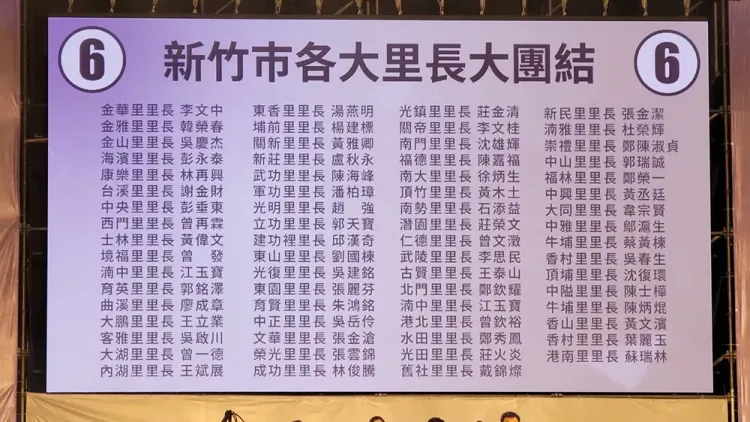 6 新竹市各大里長大團結 6
金華里里長 李文中
金雅里里長 韓榮春
金山里里長 吳慶杰
海濱里里長 彭永泰
康樂里里長 林再興
台溪里里長 謝金財
中央里里長 彭垂東
西門里里長 曾再霖
士林里里長 黃偉文
境福里里長 曾 發
湳中里里長 江玉寶
育英里里長 郭銘澤
曲溪里里長 廖成章
大鵬里里長 王立業
客雅里里長 吳啟川
大湖里里長 曾一德
內湖里里長 王斌展
東香里里長 湯燕明
埔前里里長 楊建標
關新里里長 黃雅卿
新莊里里長 盧秋永
武功里里長 陳海峰
軍功里里長 潘柏璋
光明里里長 趙 強
立功里里長 郭天寶
建功裡里長 邱漢奇
東山里里長 劉國棟
光復里里長 吳建銘
東園里里長 張麗芬
育賢里里長 朱鴻銘
中正里里長 吳岳伶
文華里里長 張金滄
榮光里里長 張雲錦
成功里里長 林俊騰
光鎮里里長 莊金清
關帝里里長 李文桂
南門里里長 沈雄輝
福德里里長 陳嘉福
南大里里長 徐炳生
頂竹里里長 黃木土
南勢里里長 石添益
潛園里里長 莊榮文
仁德里里長 曾文澂
武陵里里長 李思民
古賢里里長 王泰山
北門里里長 鄭欽耀
湳中里里長 江玉寶
港北里里長 曾欽裕
水田里里長 鄭秀鳳
光田里里長 莊火炎
舊社里里長 戴錦燦
新民里里長 張金潔
湳雅里里長 杜榮輝
崇禮里里長 鄭陳淑貞
中山里里長 郭瑞誠
福林里里長 鄭榮一
中興里里長 黃丞廷
大同里里長 韋宗賢
中雅里里長 鄔滉生
牛埔里里長 蔡黃棟
香村里里長 吳春生
頂埔里里長 沈復環
中隘里里長 陳士樺
牛埔里里長 陳炳焜
香山里里長 黃文濱
香村里里長 葉麗玉
港南里里長 蘇瑞林